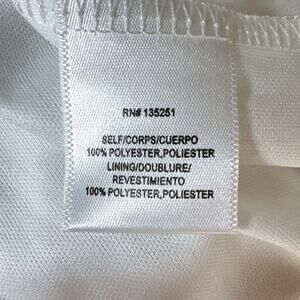 RN# 135251
SELF/CORPS/CUERPO
100% POLYESTER,POLIESTER
LINING/DOUBLURE/
REVESTIMIENTO
100% POLYESTER,POLIESTER